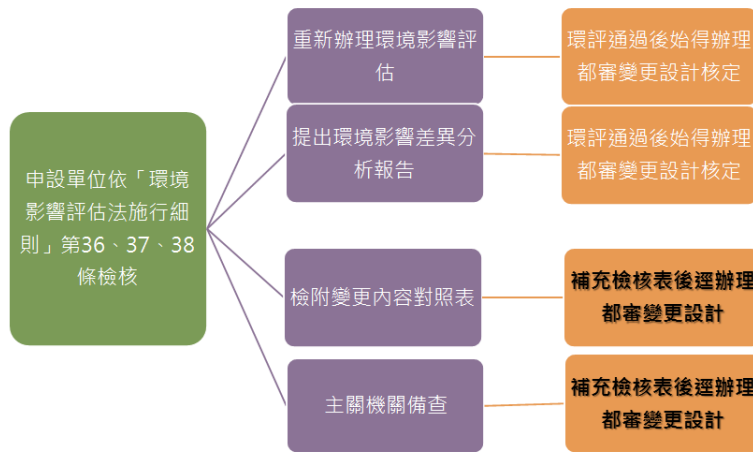 申設單位依「環境
影響評估法施行細
則」第36、37、38
條檢核
重新辦理環境影響評
估
環評通過後始得辦理
都審變更設計核定
提出環境影響差異分
析報告
環評通過後始得辦理
都審變更設計核定
檢附變更內容對照表
補充檢核表後逕辦理
都審變更設計
主關機關備查
補充檢核表後逕辦理
都審變更設計